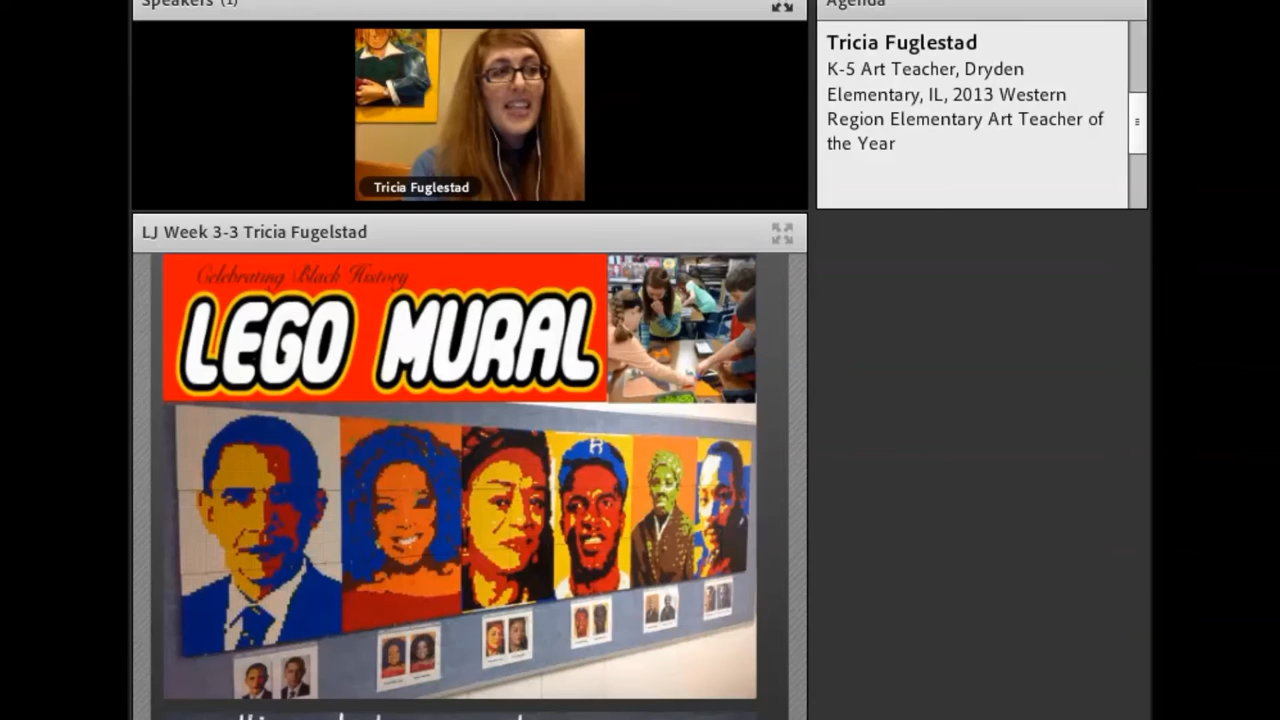 Speakers (1)
Agenda
Tricia Fuglestad
K-5 Art Teacher, Dryden
Elementary, IL, 2013 Western
Region Elementary Art Teacher of
the Year
Tricia Fuglestad
LJ Week 3-3 Tricia Fugelstad
Celebrating Black History
LEGO MURAL
H